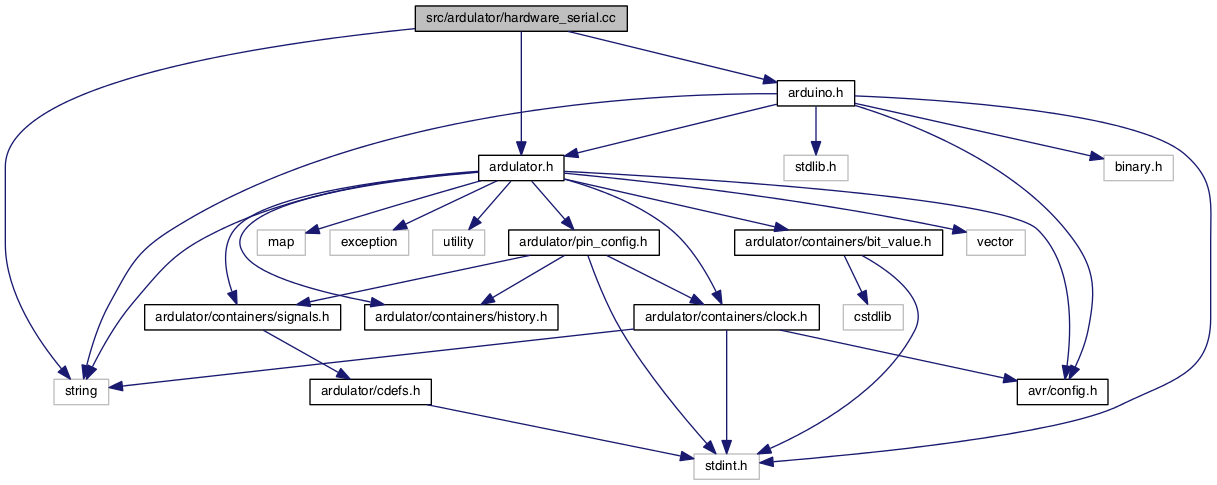 src/ardulator/hardware_serial.cc
arduino.h
ardulator.h
stdlib.h
binary.h
map
exception
utility
ardulator/pin_config.h
ardulator/containers/bit_value.h
vector
ardulator/containers/signals.h
ardulator/containers/history.h
ardulator/containers/clock.h
cstdlib
string
ardulator/cdefs.h
avr/config.h
stdint.h